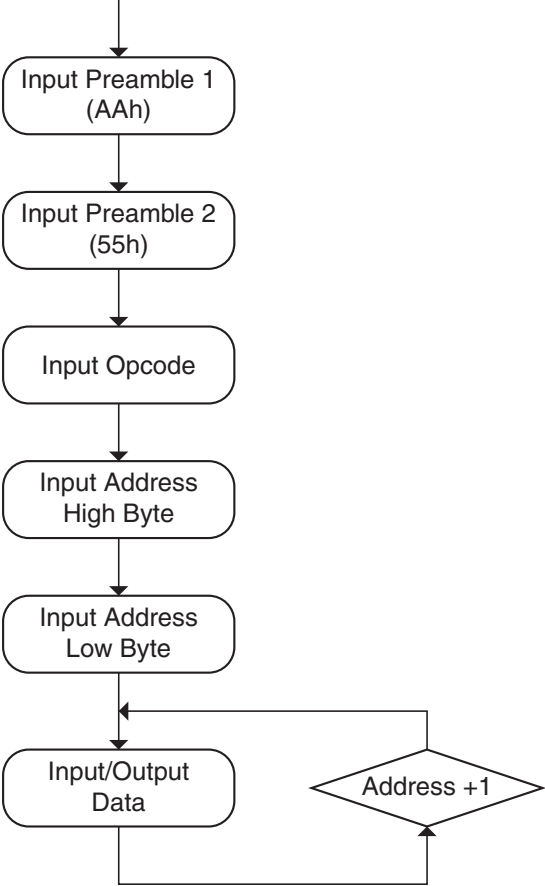 Input Preamble 1
(AAh)
Input Preamble 2
(55h)
Input Opcode
Input Address
High Byte
Input Address
Low Byte
Input/Output
Data
Address +1